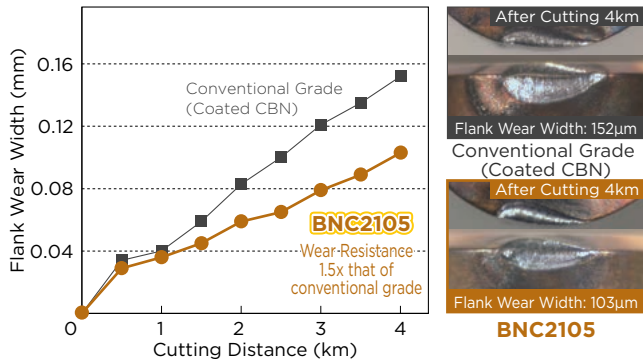 Flank Wear Width (mm)
0.16
0.12
0.08
0.04
0
1
2
3
4
Cutting Distance (km)
Conventional Grade
(Coated CBN)
BNC2105
Wear-Resistance
1.5x that of
conventional grade
After Cutting 4km
Flank Wear Width: 152μm
Conventional Grade
(Coated CBN)
After Cutting 4km
Flank Wear Width: 103μm
BNC2105